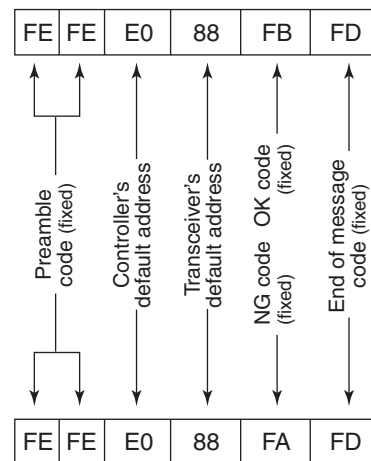 FE FE E0 88 FB FD
Preamble
code (fixed)
Controller's
default address
Transceiver's
default address
OK code
(fixed)
NG code
(fixed)
End of message
code (fixed)
FE FE E0 88 FA FD